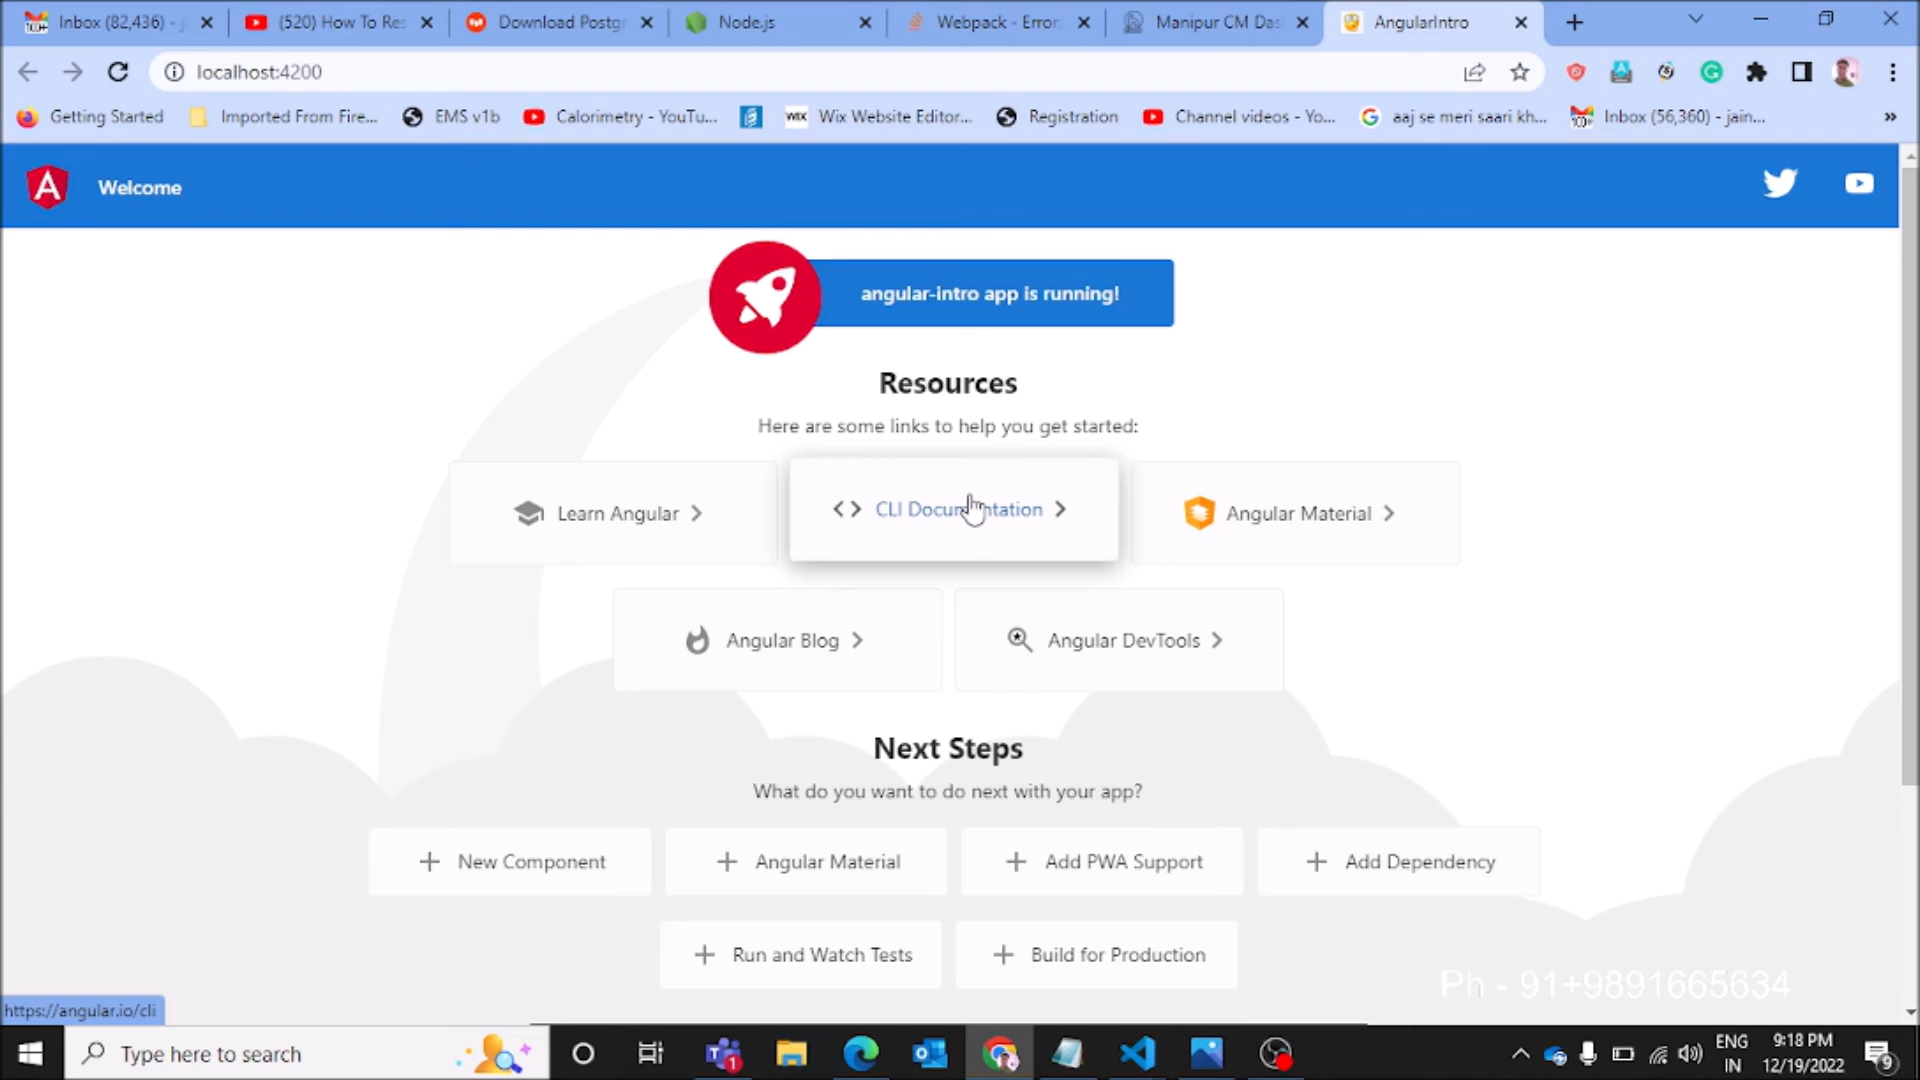 Inbox (82,436) - j
(520) How To Res
Download Postgr
Node.js
Webpack - Error:
Manipur CM Das
AngularIntro
localhost:4200
Getting Started
Imported From Fire...
EMS v1b
Calorimetry - YouTu...
WIX
Wix Website Editor...
Registration
Channel videos - Yo...
aaj se meri saari kh...
Inbox (56,360) - jain...
»
Welcome
angular-intro app is running!
Resources
Here are some links to help you get started:
Learn Angular
CLI Documentation
Angular Material
Angular Blog
Angular DevTools
Next Steps
What do you want to do next with your app?
New Component
Angular Material
Add PWA Support
Add Dependency
Run and Watch Tests
Build for Production
Ph - 91+9891665634
https://angular.io/cli
Type here to search
1
ENG
IN
9:18 PM
12/19/2022
9